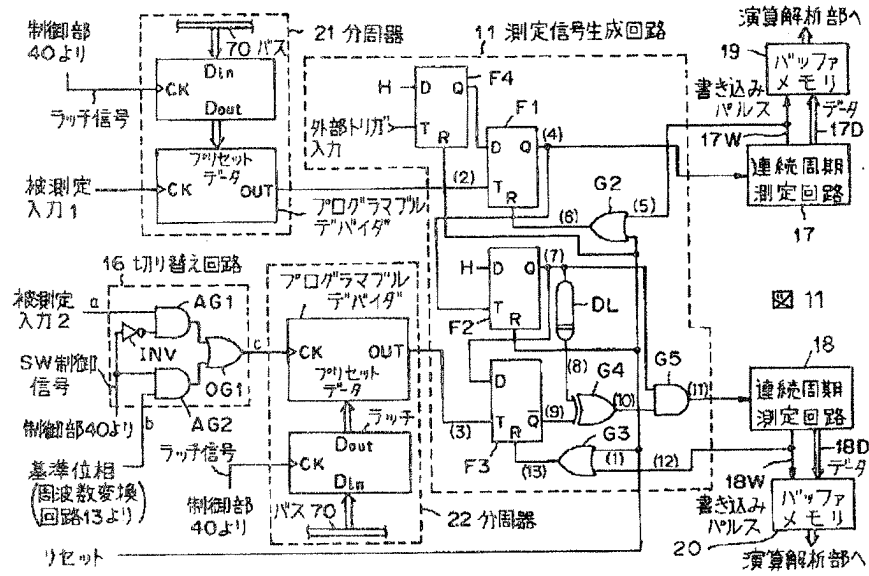 演算解析部へ
制御部
40より
70 バス
21 分周器
11 測定信号生成回路
19
バッファ
メモリ
Din
CK
Dout
ラッチ信号
H
D
Q
F4
外部トリガ
入力
T
R
F1
D
Q
(4)
書き込み
パルス
データ
17W
17D
プリセット
データ
被測定
入力1
CK
OUT
(2)
T
R
G2
(5)
(6)
連続周期
測定回路
17
プログラマブル
デバイダ
16 切り替え回路
プログラマブル
デバイダ
被測定
入力2
a
AG1
H
D
Q
(7)
図 11
INV
c
CK
OUT
T
F2
R
DL
SW制御
信号
OG1
プリセット
データ
(8)
G4
G5
18
制御部40より
b
AG2
ラッチ
D
(3)
T
Q
(9)
(10)
(11)
連続周期
測定回路
基準位相
(周波数変換
回路13より)
ラッチ信号
Dout
CK
Din
F3
R
G3
(13)
(1)
(12)
18D
データ
18W
制御部
40より
バス70
22 分周器
書き込み
パルス
バッファ
メモリ
20
リセット
演算解析部へ